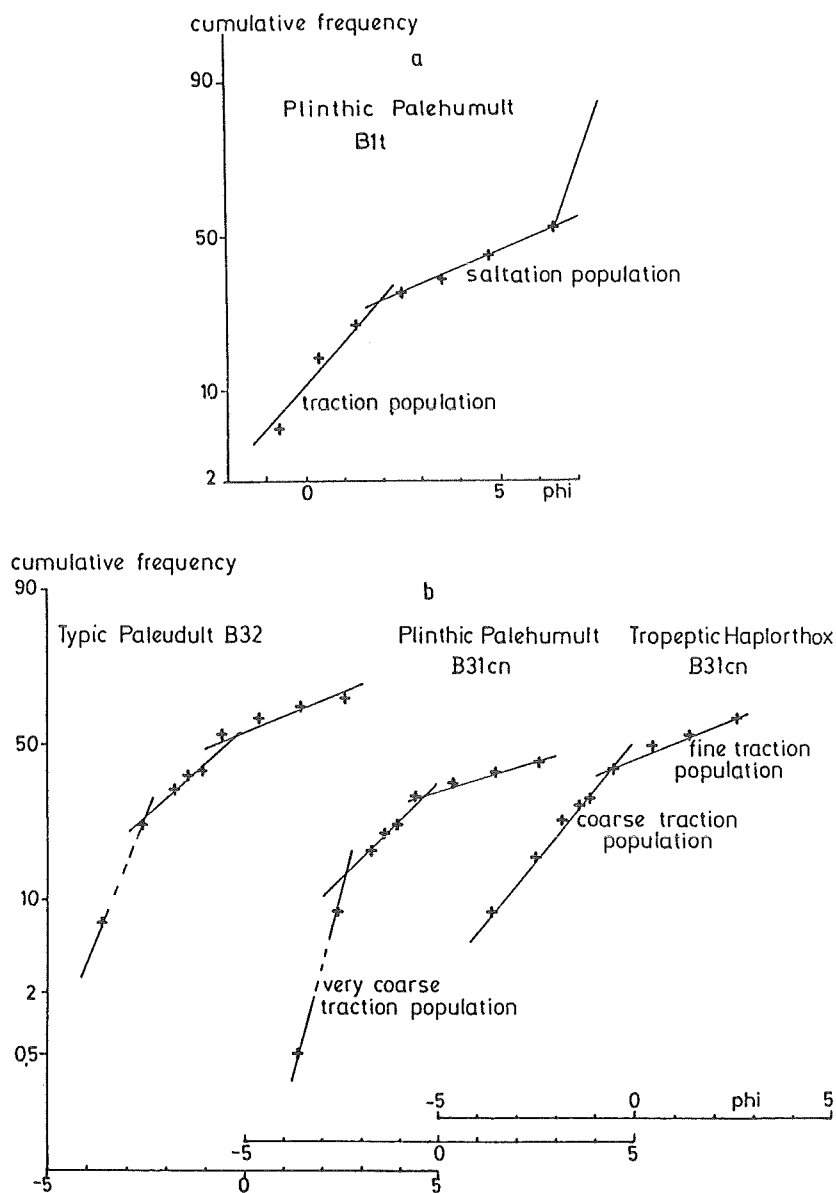 cumulative frequency
a
90
Plinthic Palehumult
B1t
50
saltation population
10
traction population
2
0 5 phi
cumulative frequency
90
b
Typic Paleudult B32
Plinthic Palehumult
B31cn
Tropeptic Haplorthox
B31cn
50
fine traction
population
coarse traction
population
10
very coarse
traction population
2
0,5
-5 0 phi 5
-5 0 5
-5 0 5